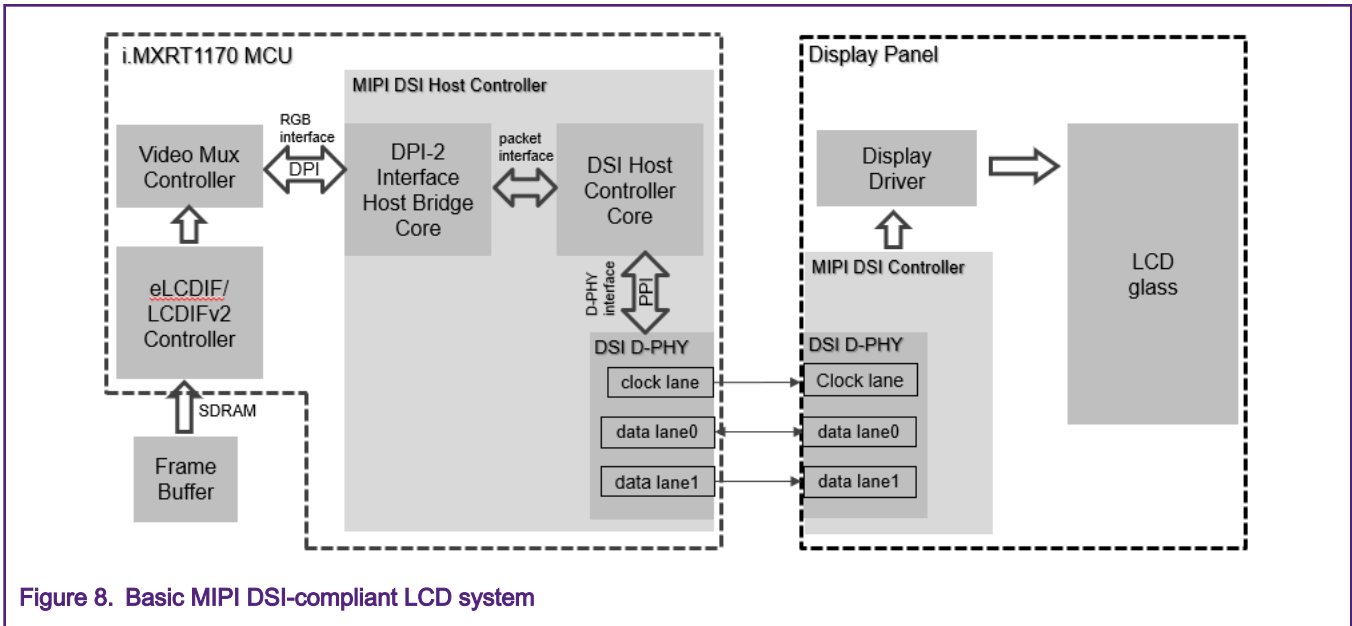 i.MXRT1170 MCU
MIPI DSI Host Controller
Video Mux
Controller
RGB
interface
DPI
DPI-2
Interface
Host Bridge
Core
packet
interface
DSI Host
Controller
Core
eLCDIF/
LCDIFv2
Controller
D-PHY
interface
PPI
SDRAM
Frame
Buffer
DSI D-PHY
clock lane
data lane0
data lane1
Display Panel
Display
Driver
MIPI DSI Controller
DSI D-PHY
Clock lane
data lane0
data lane1
LCD
glass
Figure 8. Basic MIPI DSI-compliant LCD system